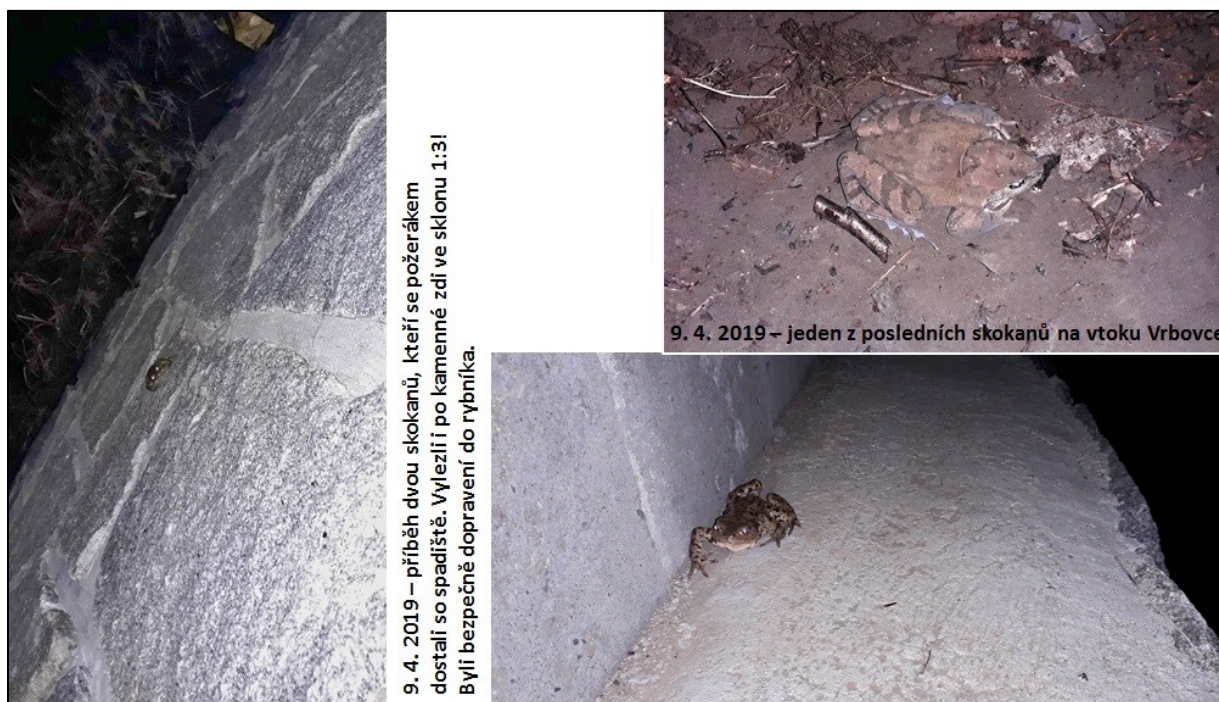 9. 4. 2019 – příběh dvou skokanů, kteří se požerákem
dostali so spadiště. Vylezli i po kamenné zdi ve sklonu 1:3!
Byli bezpečně dopravení do rybníka.
9. 4. 2019 – jeden z posledních skokanů na vtoku Vrbovce